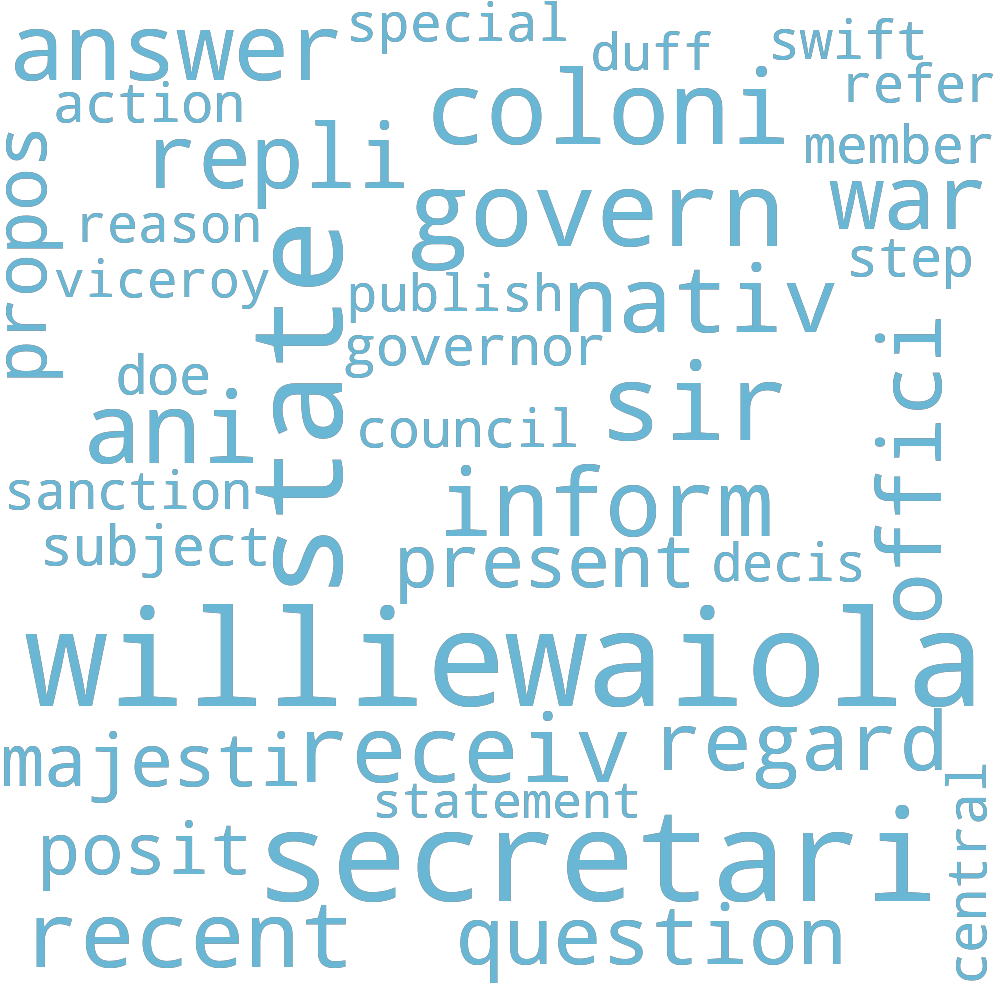 answer
special
duff
swift
action
coloni
refer
repli
member
propos
reason
govern
war
viceroy
state
publish
nativ
step
governor
doe
ani
council
sir
offici
sanction
inform
subject
present
decis
williewaiola
majesti
receiv
regard
statement
central
posit
secretari
recent
question